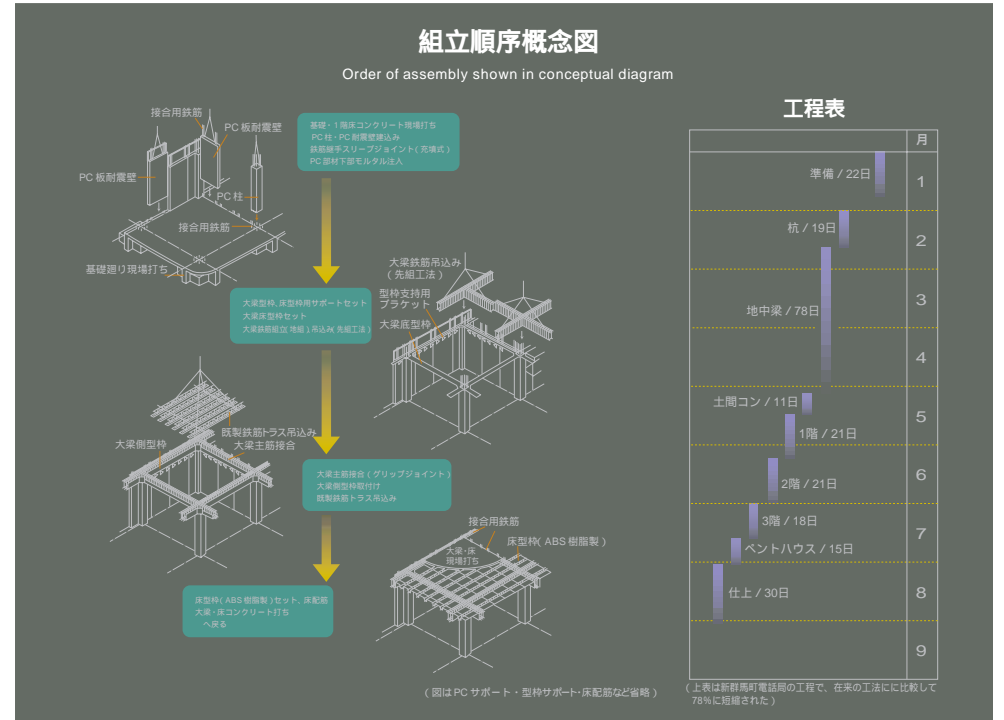 組立順序概念図
Order of assembly shown in conceptual diagram
接合用鉄筋
PC 板耐震壁
PC 板耐震壁
PC 柱
接合用鉄筋
基礎廻り現場打ち
基礎・1 階床コンクリート現場打ち
PC 柱・PC 耐震壁建込み
鉄筋継手スリーブジョイント( 充填式 )
PC 部材下部モルタル注入
大梁鉄筋吊込み
( 先組工法 )
型枠支持用
ブラケット
大梁底型枠
大梁型枠, 床型枠用サポートセット
大梁床型枠セット
大梁鉄筋組立( 地組 ) 吊込み( 先組工法 )
既製鉄筋トラス吊込み
大梁主筋接合
大梁側型枠
大梁主筋接合 ( グリップジョイント )
大梁側型枠取付け
既製鉄筋トラス吊込み
接合用鉄筋
床型枠( ABS 樹脂製 )
大梁・床
現場打ち
床型枠( ABS 樹脂製 )セット, 床配筋
大梁・床コンクリート打ち
へ戻る
( 図は PC サポート・型枠サポート・床配筋など省略 )
工程表
月
準備 / 22日
1
杭 / 19日
2
地中梁 / 78日
3
4
土間コン / 11日
5
1階 / 21日
2階 / 21日
6
3階 / 18日
7
ペントハウス / 15日
仕上 / 30日
8
9
( 上表は新群馬町電話局の工程で、在来の工法にに比較して
78%に短縮された )